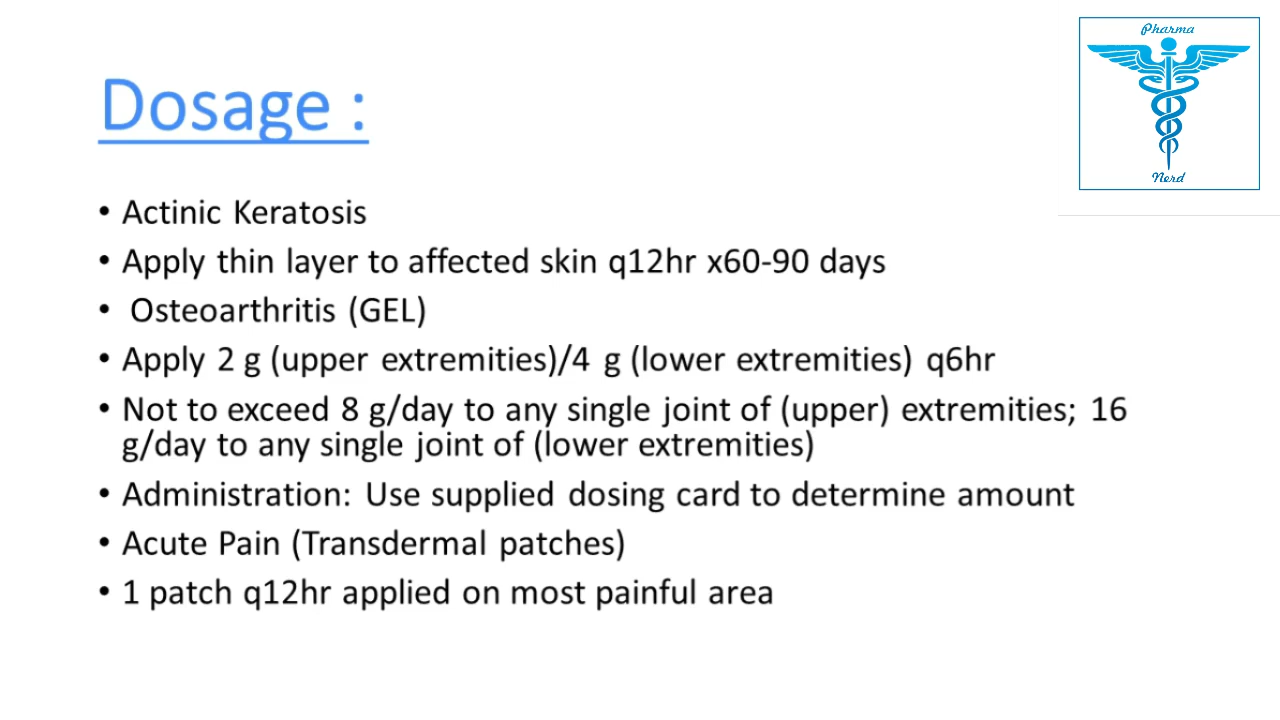 Pharma
Nerd
Dosage :
• Actinic Keratosis
• Apply thin layer to affected skin q12hr x60-90 days
• Osteoarthritis (GEL)
• Apply 2 g (upper extremities)/4 g (lower extremities) q6hr
• Not to exceed 8 g/day to any single joint of (upper) extremities; 16
g/day to any single joint of (lower extremities)
• Administration: Use supplied dosing card to determine amount
• Acute Pain (Transdermal patches)
• 1 patch q12hr applied on most painful area